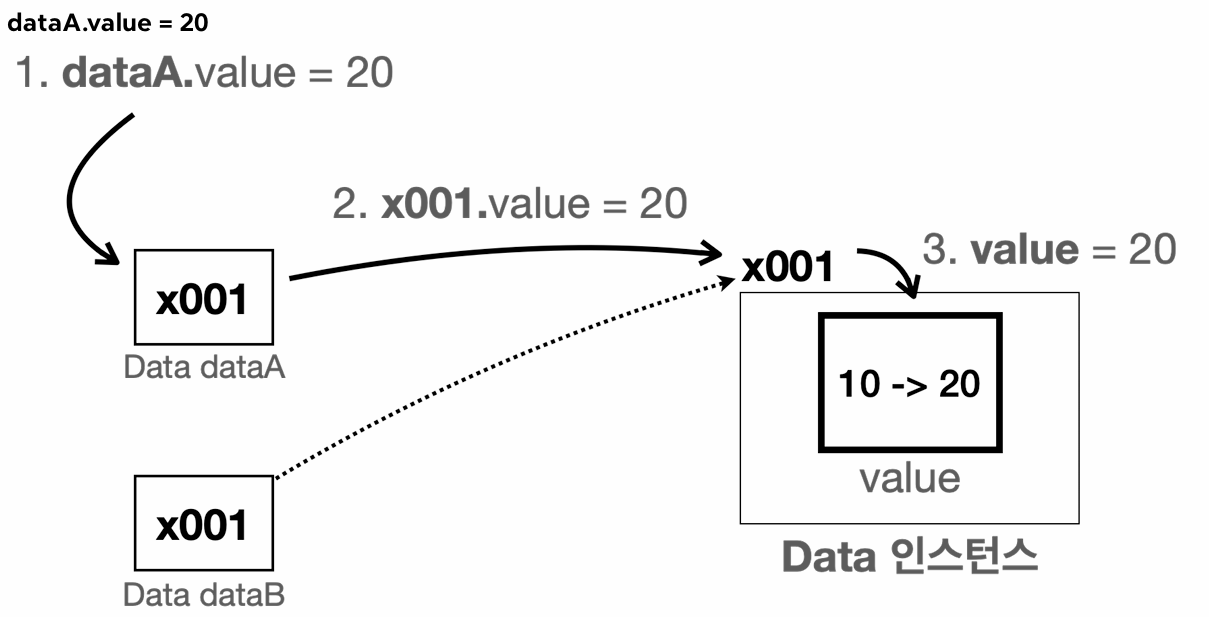 dataA.value = 20
1. dataA.value = 20
2. x001.value = 20
x001
3. value = 20
x001
Data dataA
10 -> 20
value
x001
Data 인스턴스
Data dataB